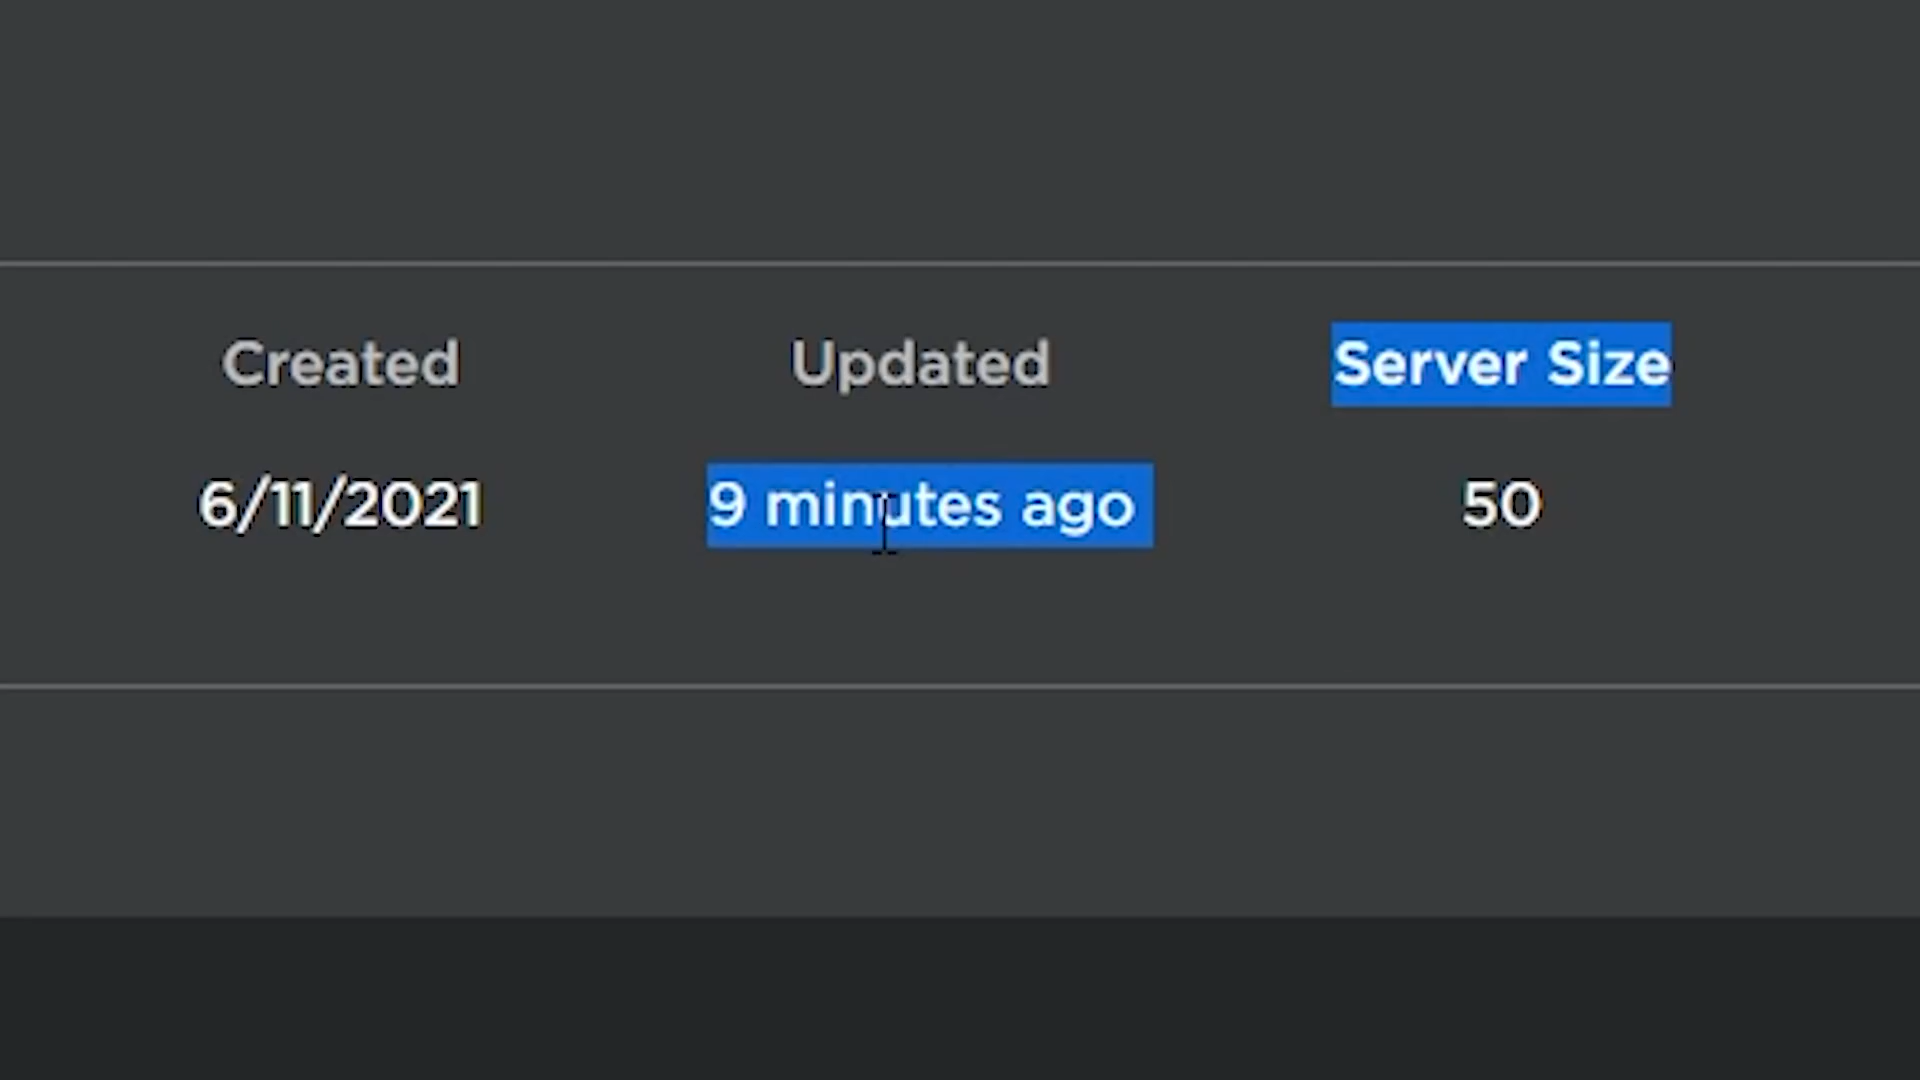 Created Updated Server Size
6/11/2021 9 minutes ago 50